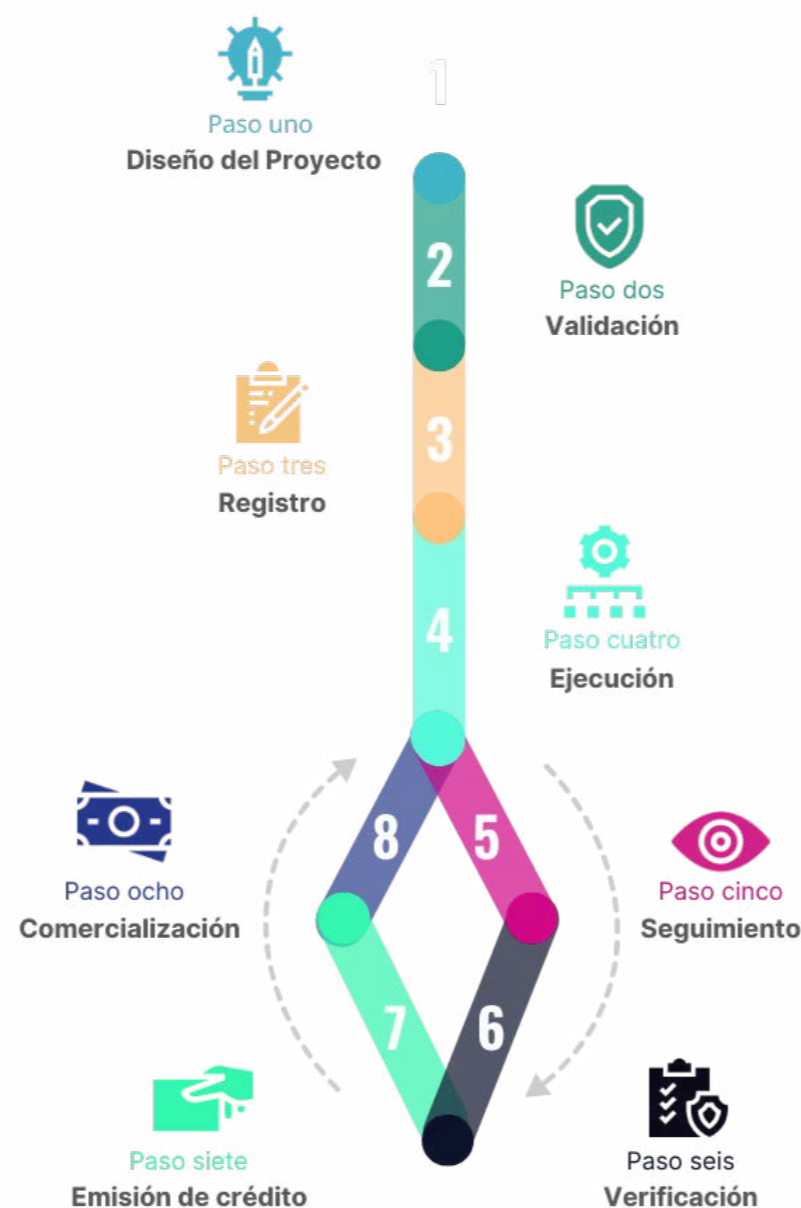 1
Paso uno
Diseño del Proyecto
2
Paso dos
Validación
3
Paso tres
Registro
4
Paso cuatro
Ejecución
8
5
Paso ocho
Comercialización
Paso cinco
Seguimiento
7
6
Paso siete
Emisión de crédito
Paso seis
Verificación